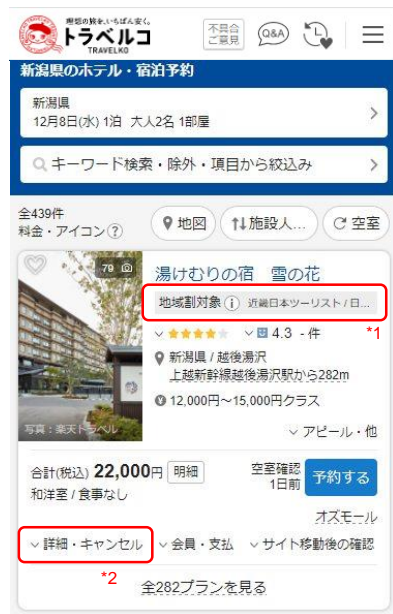 理想の旅を、いちばん安く。
トラベルコ
TRAVELKO
不具合
ご意見
Q&A
新潟県のホテル・宿泊予約
新潟県
12月8日(水) 1泊 大人2名 1部屋
キーワード検索・除外・項目から絞込み
全439件
料金・アイコン?
地図
↑↓施設人...
空室
79
湯けむりの宿 雪の花
地域割対象 i 近畿日本ツーリスト / 日...
*1
★★★★★ 4.3 - 件
新潟県 / 越後湯沢
上越新幹線越後湯沢駅から282m
12,000円～15,000円クラス
写真:楽天トラベル
アピール・他
合計(税込) 22,000円 明細
和洋室 / 食事なし
空室確認
1日前
予約する
オズモール
詳細・キャンセル
会員・支払
サイト移動後の確認
*2
全282プランを見る